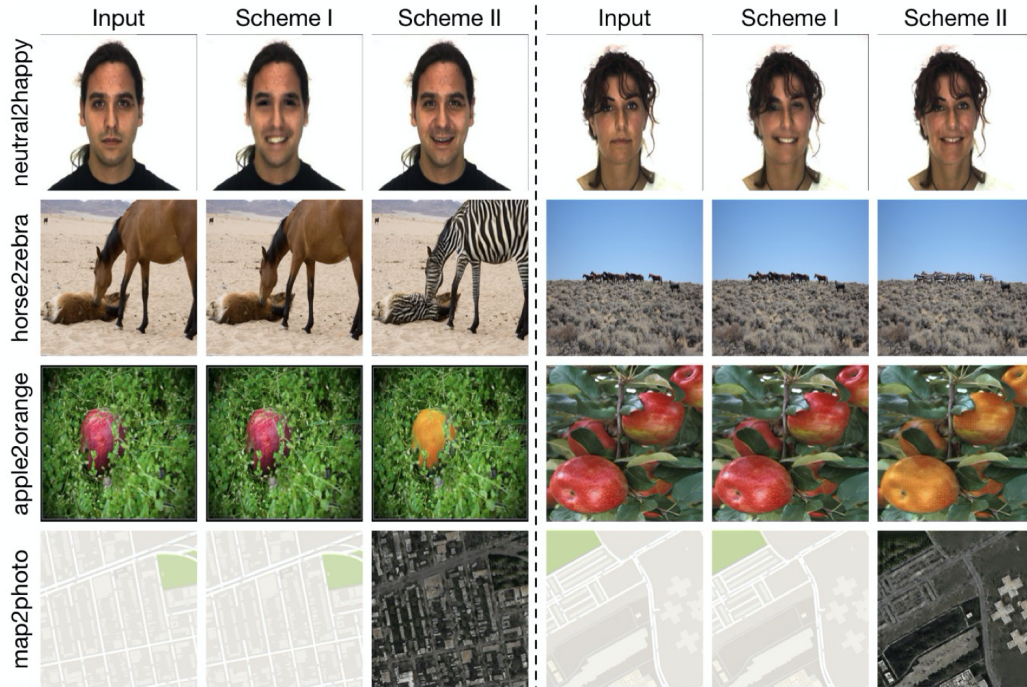 Input Scheme I Scheme II Input Scheme I Scheme II
neutral2happy
horse2zebra
apple2orange
map2photo